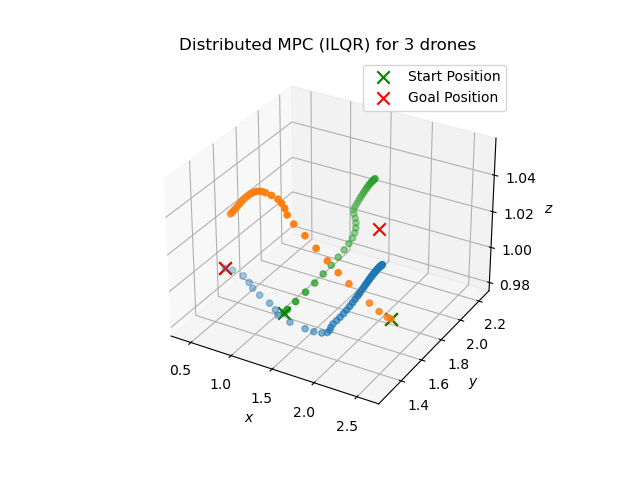 Distributed MPC (ILQR) for 3 drones
Start Position
Goal Position
1.04
1.02
1.00
0.98
z
2.2
2.0
1.8
1.6
1.4
y
0.5
1.0
1.5
2.0
2.5
x